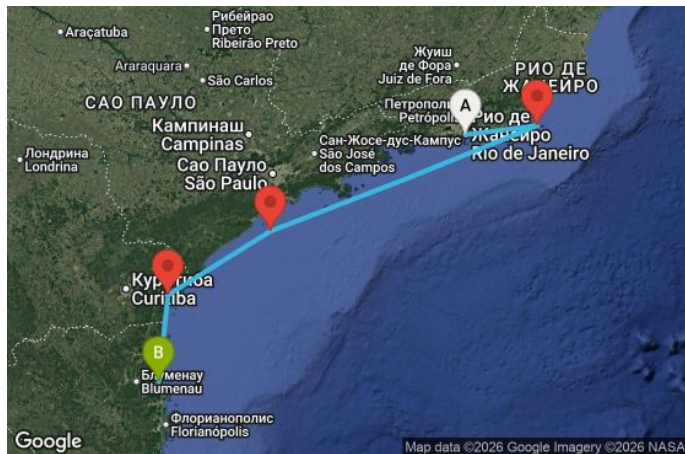 Рибейрао
Прето
Ribeirão Preto
Araçatuba
Araraquara
São Carlos
Жуиш
де Фора
Juiz de Fora
РИО ДЕ
ЖАНЕЙРО
A
САО ПАУЛО
Петрополи
Petrópolis
Рио де
Жанейро
Rio de Janeiro
Кампинаш
Campinas
Сан-Жосе-дус-Кампус
São José
dos Campos
Лондрина
Londrina
Сао Пауло
São Paulo
Куритиба
Curitiba
B
Блуменау
Blumenau
Флорианополис
Florianópolis
Google
Map data ©2026 Google Imagery ©2026 NASA